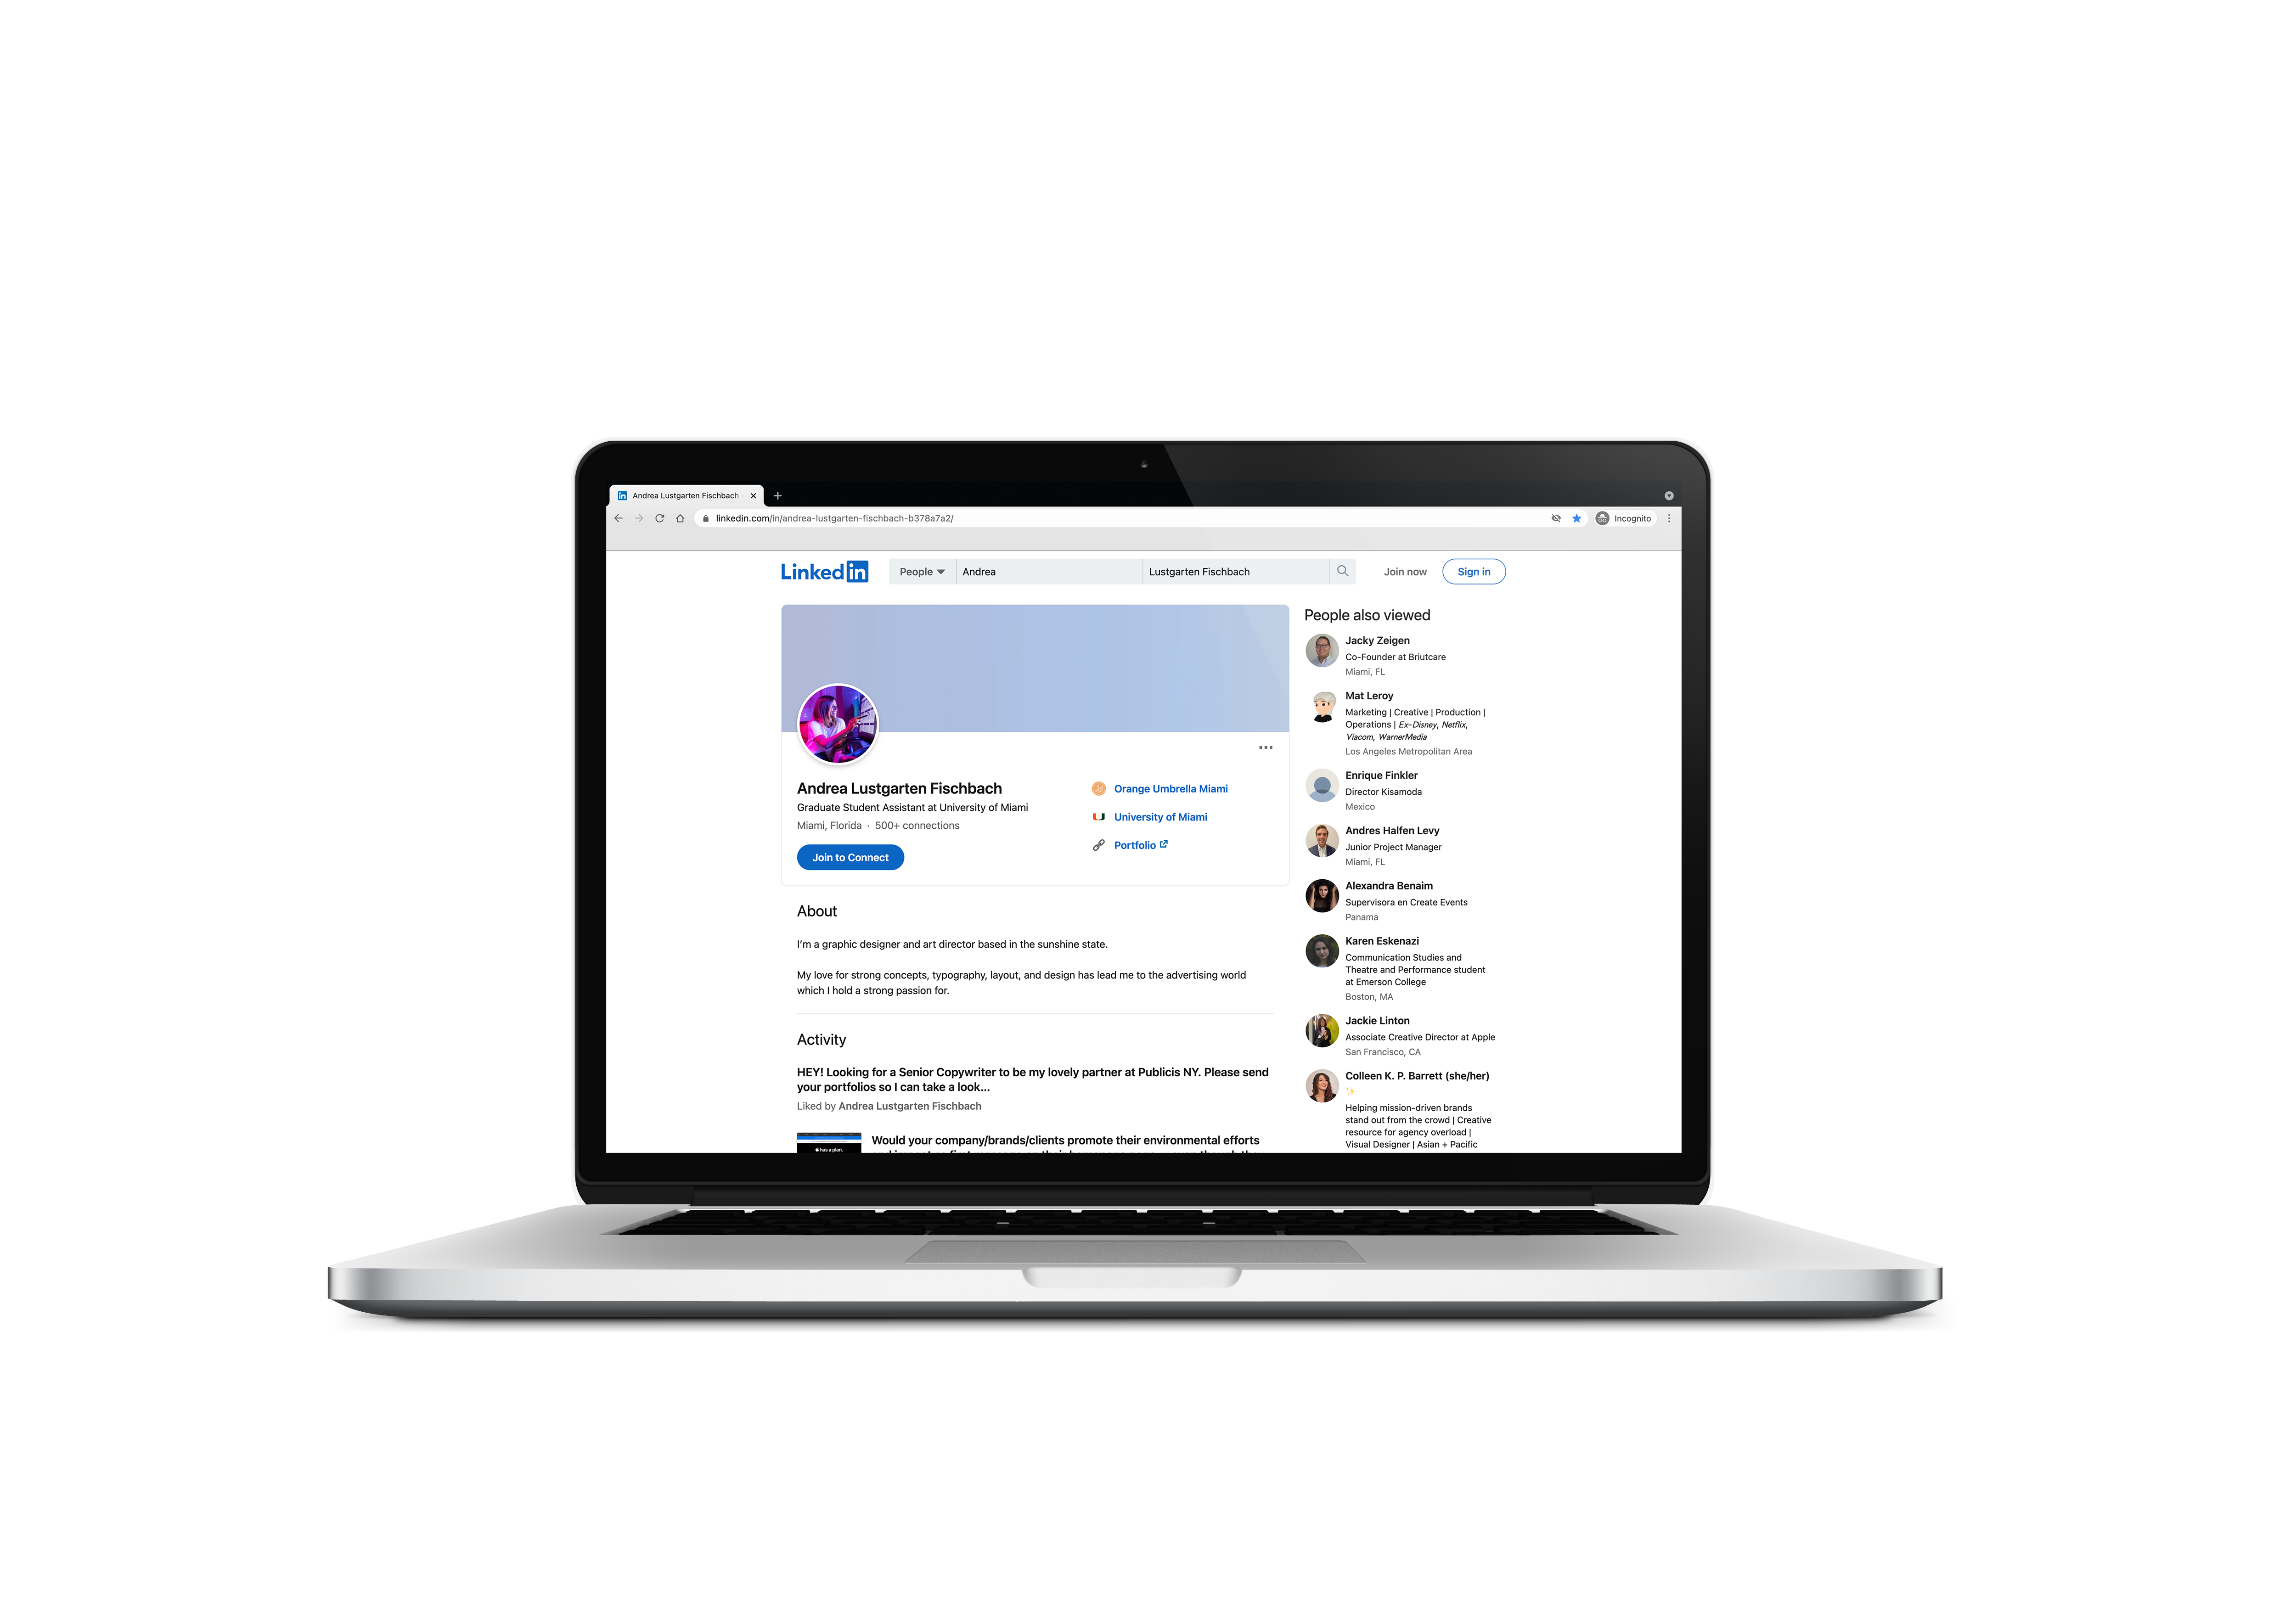 Andrea Lustgarten Fischbach
linkedin.com/in/andrea-lustgarten-fischbach-b378a7a2/
Incognito
Linkedin
People
Andrea
Lustgarten Fischbach
Join now
Sign in
Andrea Lustgarten Fischbach
Graduate Student Assistant at University of Miami
Miami, Florida · 500+ connections
Join to Connect
Orange Umbrella Miami
University of Miami
Portfolio
About
I'm a graphic designer and art director based in the sunshine state.
My love for strong concepts, typography, layout, and design has lead me to the advertising world
which I hold a strong passion for.
Activity
HEY! Looking for a Senior Copywriter to be my lovely partner at Publicis NY. Please send
your portfolios so I can take a look...
Liked by Andrea Lustgarten Fischbach
has a plan.
Would your company/brands/clients promote their environmental efforts
People also viewed
Jacky Zeigen
Co-Founder at Briutcare
Miami, FL
Mat Leroy
Marketing | Creative | Production |
Operations | Ex-Disney, Netflix,
Viacom, WarnerMedia
Los Angeles Metropolitan Area
Enrique Finkler
Director Kisamoda
Mexico
Andres Halfen Levy
Junior Project Manager
Miami, FL
Alexandra Benaim
Supervisora en Create Events
Panama
Karen Eskenazi
Communication Studies and
Theatre and Performance student
at Emerson College
Boston, MA
Jackie Linton
Associate Creative Director at Apple
San Francisco, CA
Colleen K. P. Barrett (she/her)
✨
Helping mission-driven brands
stand out from the crowd | Creative
resource for agency overload |
Visual Designer | Asian + Pacific